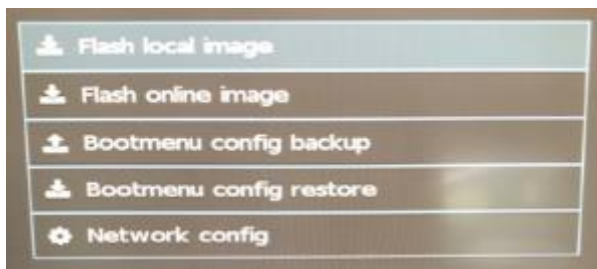 Flash local image
Flash online image
Bootmenu config backup
Bootmenu config restore
Network config